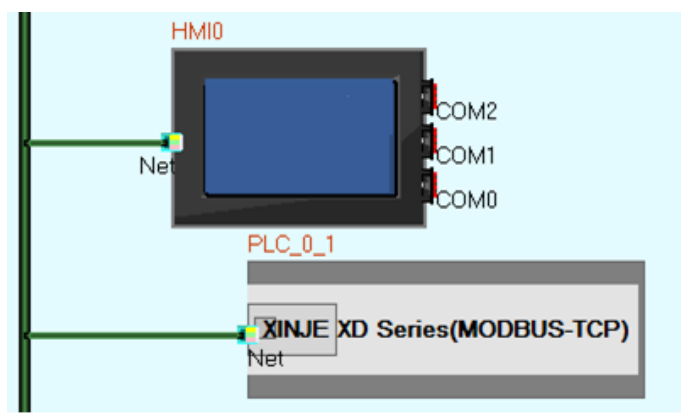 HMI0
COM2
COM1
Net
COM0
PLC_0_1
XINJE XD Series(MODBUS-TCP)
Net